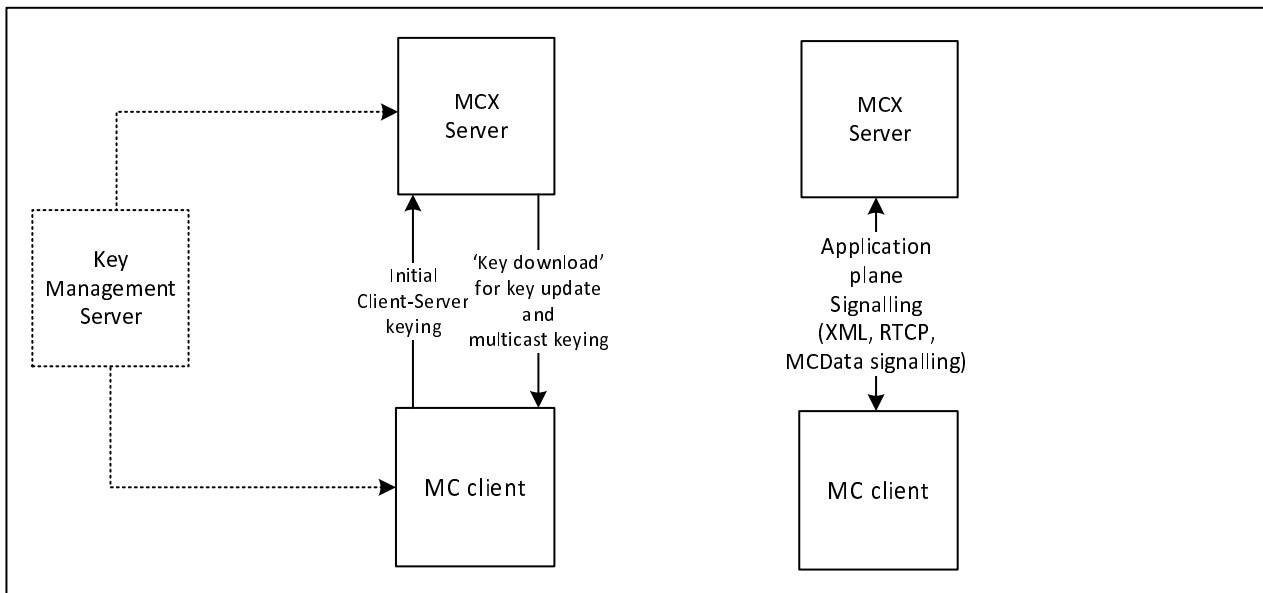 MCX
Server
Key
Management
Server
Initial
Client-Server
keying
‘Key download’
for key update
and
multicast keying
MC client
MCX
Server
Application
plane
Signalling
(XML, RTCP,
MCData signalling)
MC client